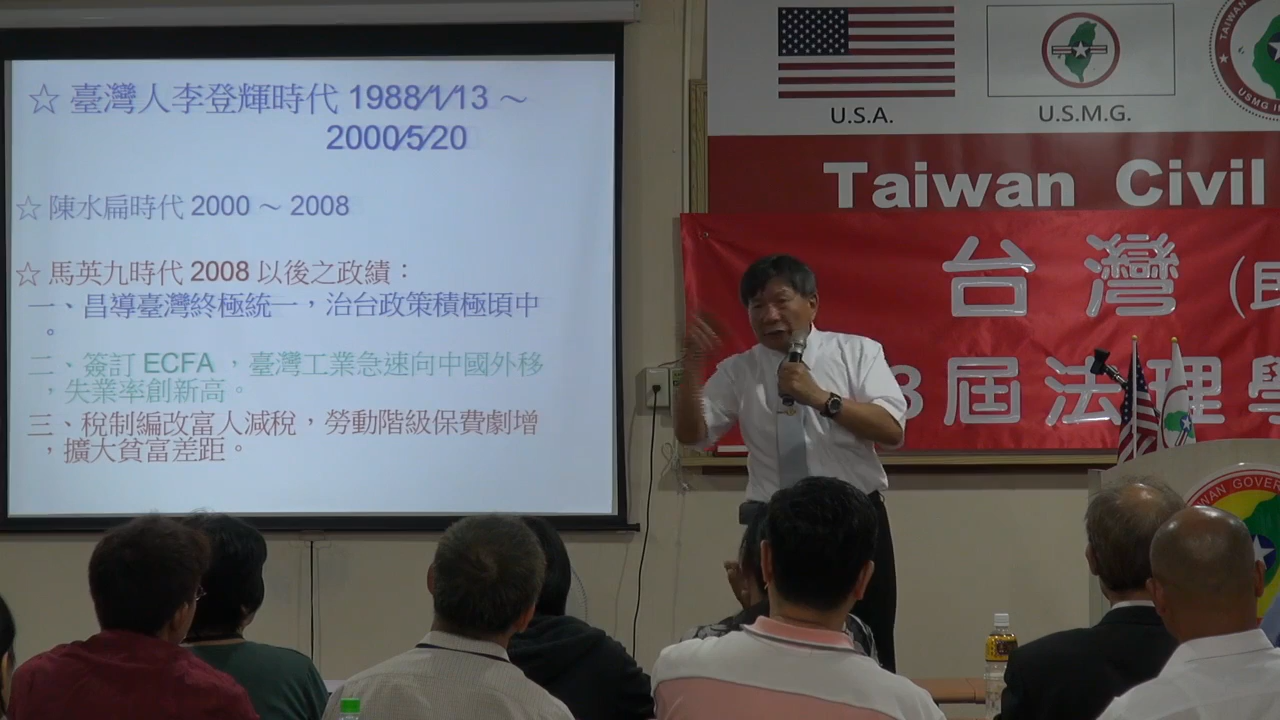 ☆ 臺灣人李登輝時代 1988/1/13 ~
2000/5/20
☆ 陳水扁時代 2000 ~ 2008
☆ 馬英九時代 2008 以後之政績：
一、昌導臺灣終極統一，治台政策積極頃中
。
二、簽訂 ECFA ，臺灣工業急速向中國外移
，失業率創新高。
三、稅制編改富人減稅，勞動階級保費劇增
，擴大貧富差距。
U.S.A.
U.S.M.G.
Taiwan Civil
台灣
屆法理學